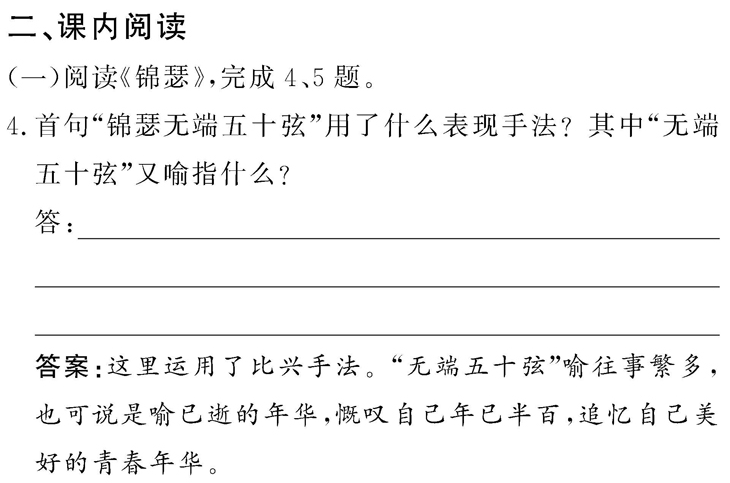 二、课内阅读
(一)阅读《锦瑟》,完成 4、5 题。
4. 首句“锦瑟无端五十弦”用了什么表现手法? 其中“无端
五十弦”又喻指什么?
答:
答案:这里运用了比兴手法。“无端五十弦”喻往事繁多,
也可说是喻已逝的年华,慨叹自己年已半百,追忆自己美
好的青春年华。